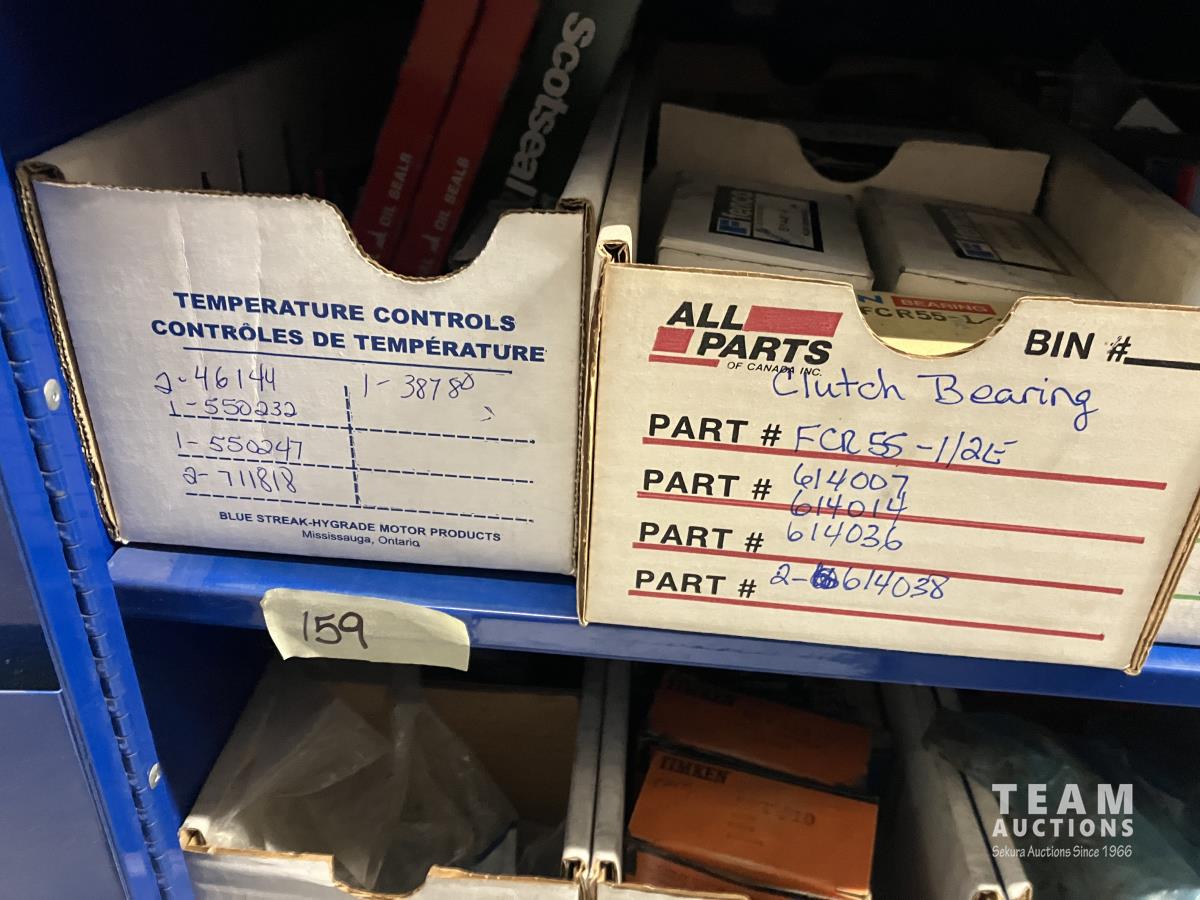 Scotseal
OIL SEALS
OIL SEALS
TEMPERATURE CONTROLS
CONTRÔLES DE TEMPÉRATURE
2-46144
1-38780
1-550232
1-550247
2-711818
BLUE STREAK-HYGRADE MOTOR PRODUCTS
Mississauga, Ontario
BEARING
FCR55-1
ALL PARTS
OF CANADA INC.
BIN #
Clutch Bearing
PART # FCR55-1/2E
PART # 614007
614014
PART # 614036
PART # 2-614038
159
TIMKEN
TIMKEN
TEAM
AUCTIONS
Sekura Auctions Since 1966